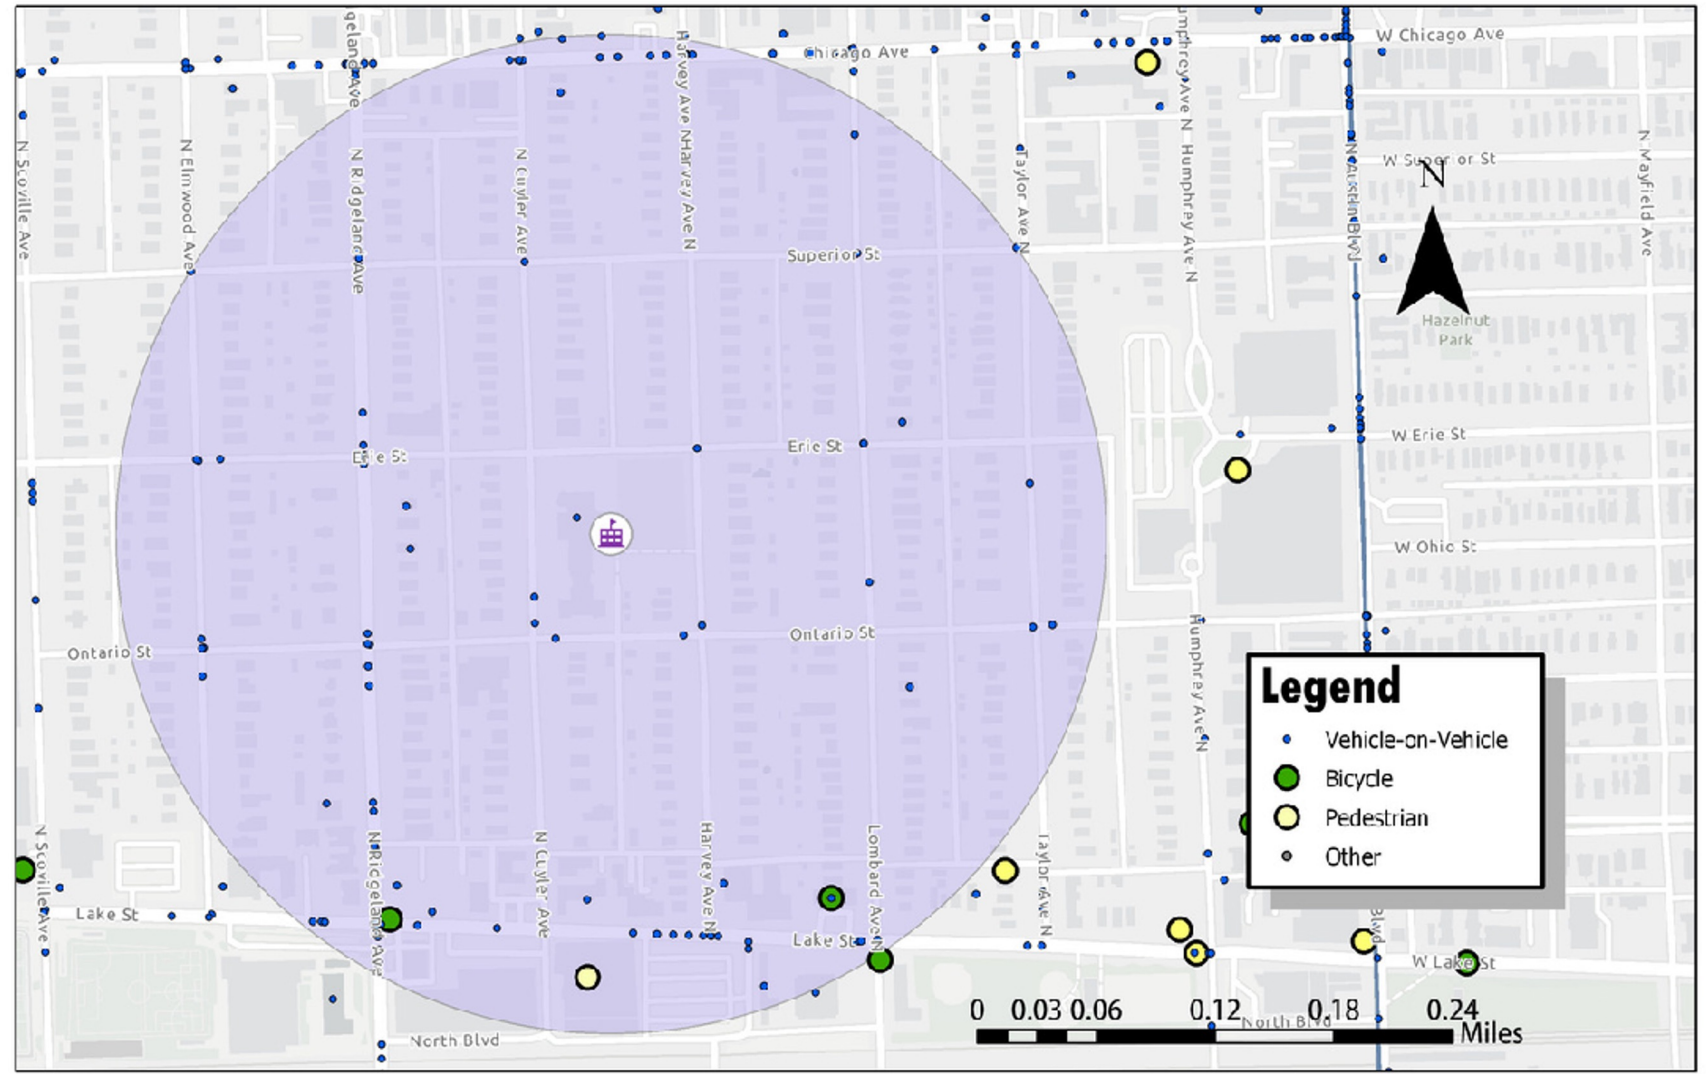 Chicago Ave
W Chicago Ave
Harvey Ave N
Harvey Ave N
N Scoville Ave
N Elmwood Ave
N Ridgeland Ave
N Cuyler Ave
Taylor Ave N
Humphrey Ave N
N Austin Blvd
W Superior St
N Mayfield Ave
N
Superior St
Hazelnut
Park
Erie St
Erie St
W Erie St
W Ohio St
Ontario St
Ontario St
Humphrey Ave N
Legend
Vehicle-on-Vehicle
Bicycle
Pedestrian
Other
N Scoville Ave
N Ridgeland Ave
N Cuyler Ave
Harvey Ave N
Lombard Ave N
Taylor Ave N
Blvd
Lake St
Lake St
W Lake St
0 0.03 0.06 0.12 0.18 0.24
Miles
North Blvd
North Blvd